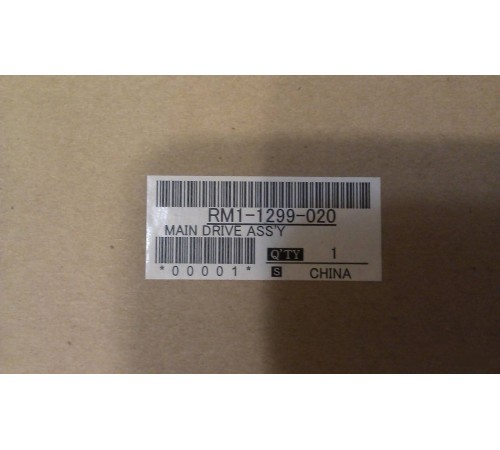 RM1-1299-020
MAIN DRIVE ASS'Y
Q'TY 1
*00001* S CHINA